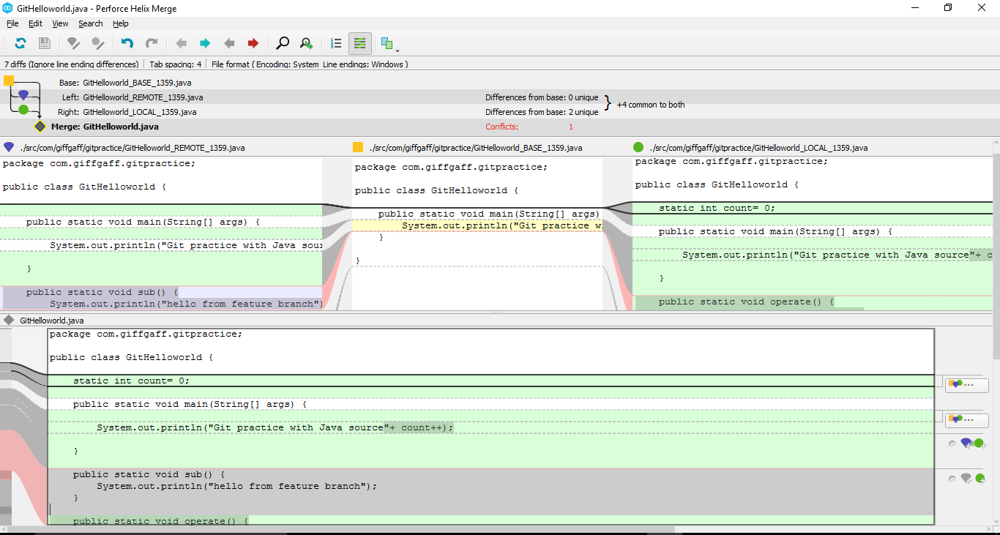 GitHelloworld.java - Perforce Helix Merge
File Edit View Search Help
7 diffs (Ignore line ending differences) Tab spacing: 4 File format ( Encoding: System Line endings: Windows )
Base: GitHelloworld_BASE_1359.java
Left: GitHelloworld_REMOTE_1359.java Differences from base: 0 unique
+4 common to both
Right: GitHelloworld_LOCAL_1359.java Differences from base: 2 unique
Merge: GitHelloworld.java Conflicts: 1
./src/com/giffgaff/gitpractice/GitHelloworld_REMOTE_1359.java
package com.giffgaff.gitpractice;
public class GitHelloworld {
public static void main(String[] args) {
System.out.println("Git practice with Java sour
}
public static void sub() {
System.out.println("hello from feature branch")
./src/com/giffgaff/gitpractice/GitHelloworld_BASE_1359.java
package com.giffgaff.gitpractice;
public class GitHelloworld {
public static void main(String[] args)
System.out.println("Git practice wi
}
}
./src/com/giffgaff/gitpractice/GitHelloworld_LOCAL_1359.java
package com.giffgaff.gitpractice;
public class GitHelloworld {
static int count= 0;
public static void main(String[] args) {
System.out.println("Git practice with Java source"+ c
}
public static void operate() {
GitHelloworld.java
package com.giffgaff.gitpractice;
public class GitHelloworld {
static int count= 0;
public static void main(String[] args) {
System.out.println("Git practice with Java source"+ count++);
}
public static void sub() {
System.out.println("hello from feature branch");
}
public static void operate() {